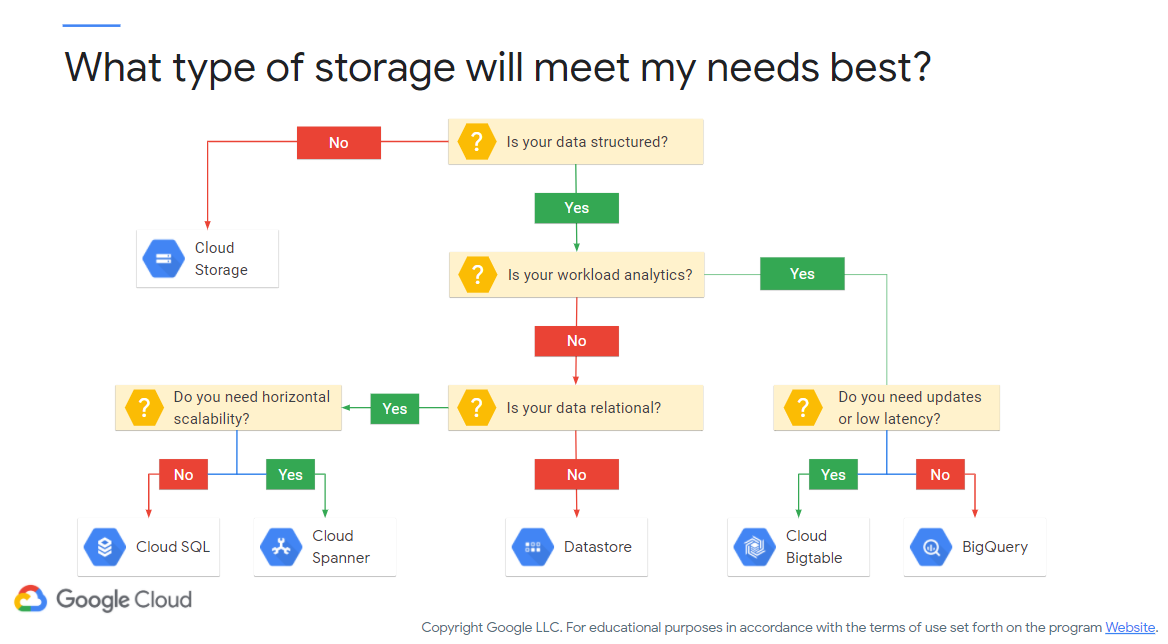 What type of storage will meet my needs best?
No
? Is your data structured?
Yes
Cloud
Storage
? Is your workload analytics?
Yes
No
? Do you need horizontal
scalability?
Yes
? Is your data relational?
? Do you need updates
or low latency?
No
Yes
No
Yes
No
Cloud SQL
Cloud
Spanner
Datastore
Cloud
Bigtable
BigQuery
Google Cloud
Copyright Google LLC. For educational purposes in accordance with the terms of use set forth on the program Website.